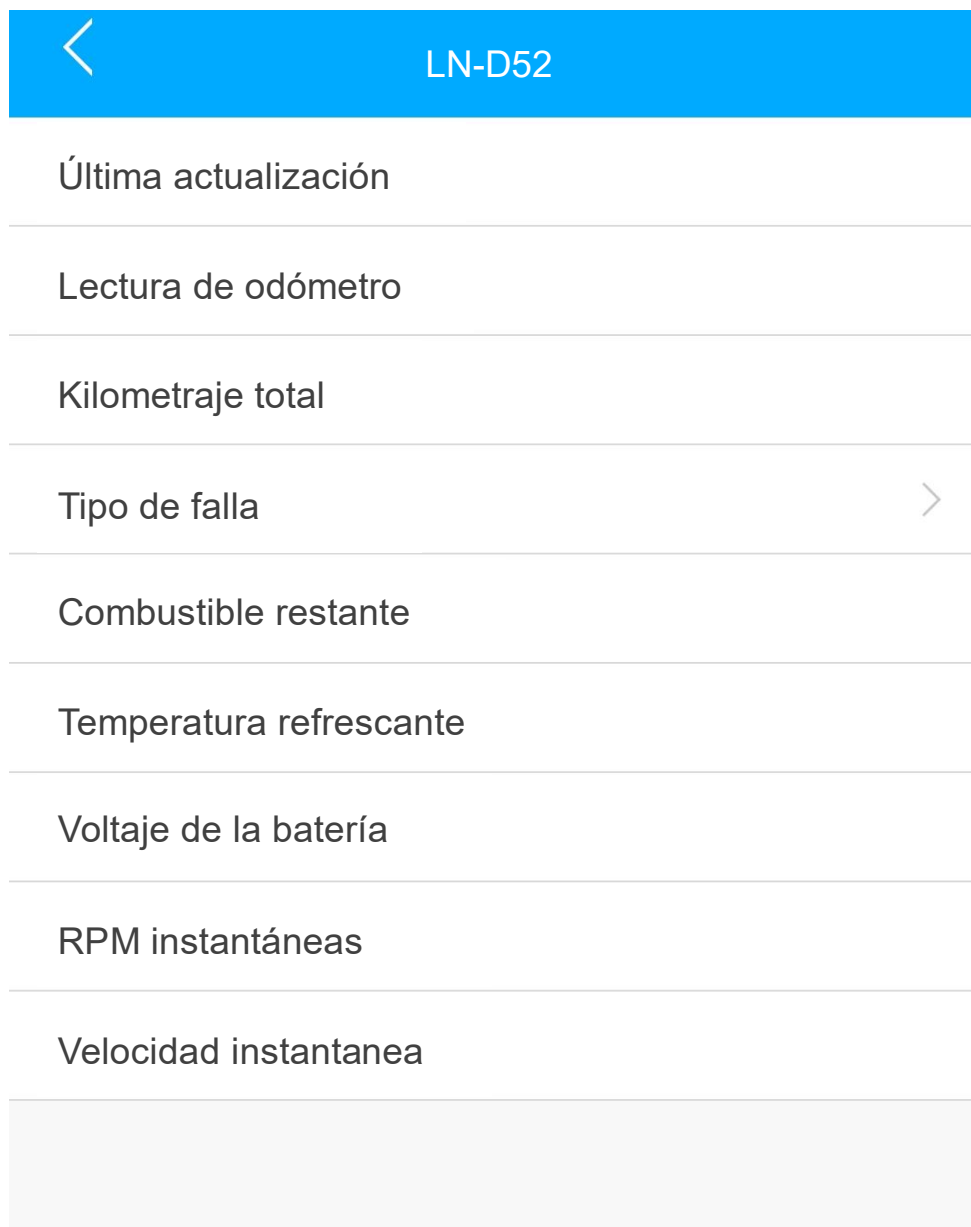 LN-D52
Última actualización
Lectura de odómetro
Kilometraje total
Tipo de falla
Combustible restante
Temperatura refrescante
Voltaje de la batería
RPM instantáneas
Velocidad instantanea